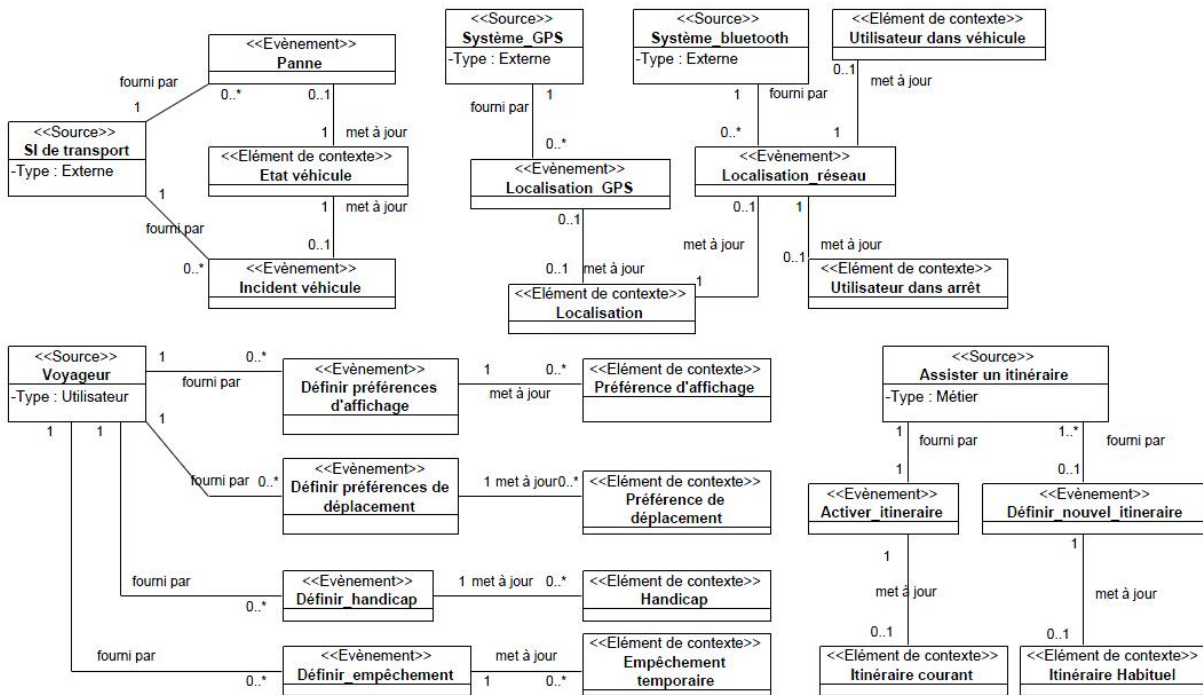 <<Evènement>>
Panne
fourni par
1
0..*
0..1
<<Source>>
SI de transport
-Type : Externe
1
met à jour
<<Elément de contexte>>
Etat véhicule
1
fourni par
1
met à jour
0..*
0..1
<<Evènement>>
Incident véhicule
<<Source>>
Système_GPS
-Type : Externe
fourni par
1
0..*
<<Evènement>>
Localisation_GPS
0..1
0..1
met à jour
<<Elément de contexte>>
Localisation
<<Source>>
Système_bluetooth
-Type : Externe
1
fourni par
0..*
<<Elément de contexte>>
Utilisateur dans véhicule
0..1
met à jour
1
<<Evènement>>
Localisation_réseau
0..1
met à jour
1
1
met à jour
0..1
<<Elément de contexte>>
Utilisateur dans arrêt
<<Source>>
Voyageur
-Type : Utilisateur
1
0..*
fourni par
<<Evènement>>
Définir préférences
d'affichage
1
0..*
met à jour
<<Elément de contexte>>
Préférence d'affichage
1
1
1
fourni par
0..*
<<Evènement>>
Définir préférences de
déplacement
1
met à jour
0..*
<<Elément de contexte>>
Préférence de
déplacement
fourni par
0..*
<<Evènement>>
Définir_handicap
1
met à jour
0..*
<<Elément de contexte>>
Handicap
fourni par
0..*
<<Evènement>>
Définir_empêchement
met à jour
1
0..*
<<Elément de contexte>>
Empêchement
temporaire
<<Source>>
Assister un itinéraire
-Type : Métier
1
fourni par
1
1..*
fourni par
0..1
<<Evènement>>
Activer_itineraire
<<Evènement>>
Définir_nouvel_itineraire
1
met à jour
0..1
1
met à jour
0..1
<<Elément de contexte>>
Itinéraire courant
<<Elément de contexte>>
Itinéraire Habituel